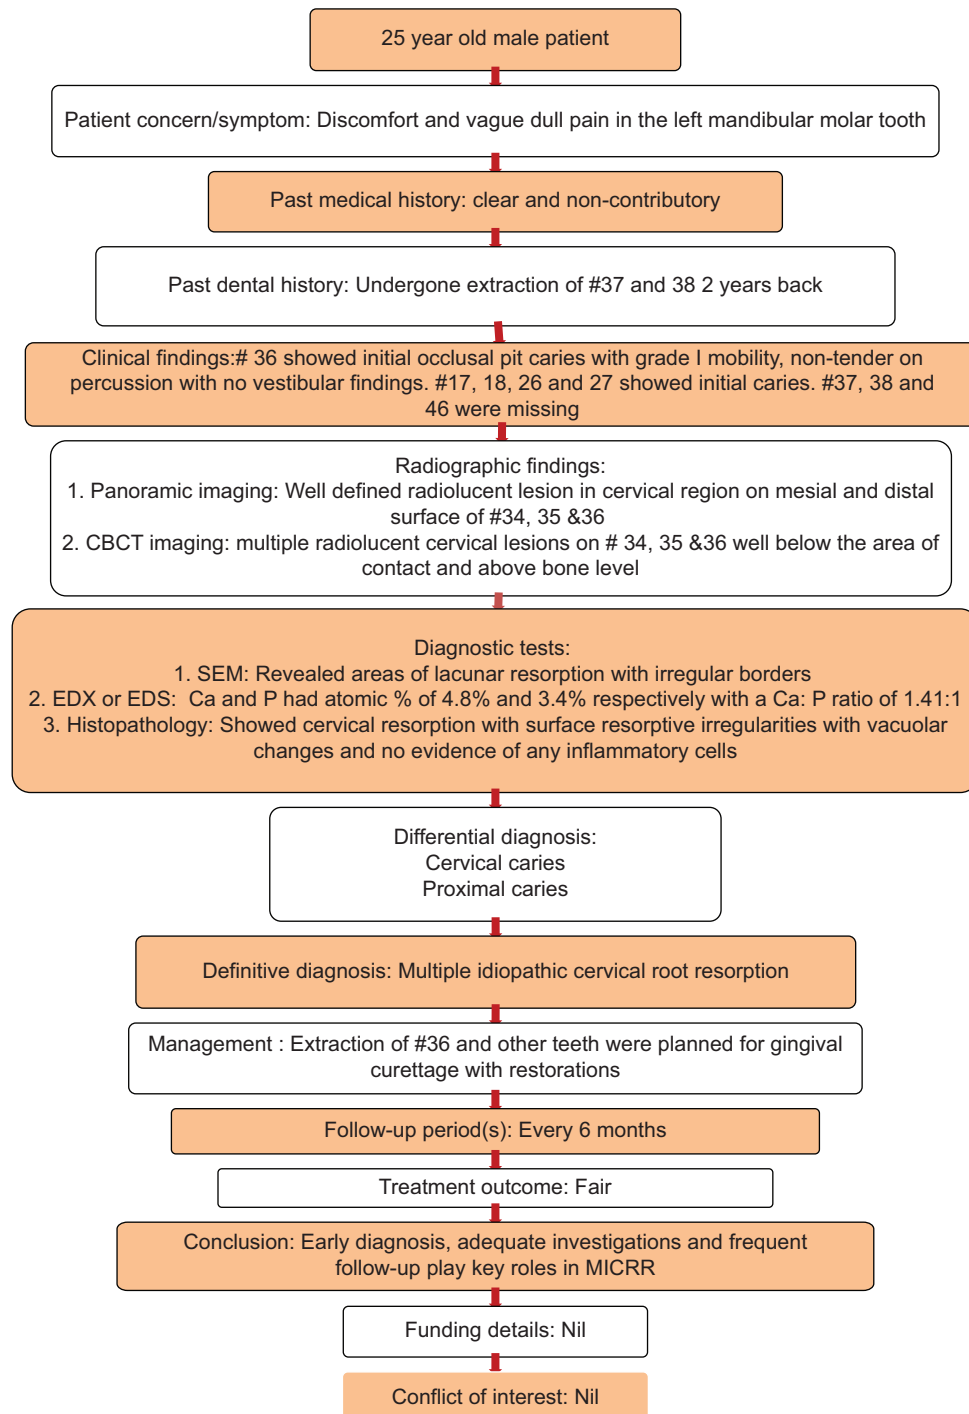 25 year old male patient
Patient concern/symptom: Discomfort and vague dull pain in the left mandibular molar tooth
Past medical history: clear and non-contributory
Past dental history: Undergone extraction of #37 and 38 2 years back
Clinical findings:# 36 showed initial occlusal pit caries with grade I mobility, non-tender on
percussion with no vestibular findings. #17, 18, 26 and 27 showed initial caries. #37, 38 and
46 were missing
Radiographic findings:
1. Panoramic imaging: Well defined radiolucent lesion in cervical region on mesial and distal
surface of #34, 35 &36
2. CBCT imaging: multiple radiolucent cervical lesions on # 34, 35 &36 well below the area of
contact and above bone level
Diagnostic tests:
1. SEM: Revealed areas of lacunar resorption with irregular borders
2. EDX or EDS: Ca and P had atomic % of 4.8% and 3.4% respectively with a Ca: P ratio of 1.41:1
3. Histopathology: Showed cervical resorption with surface resorptive irregularities with vacuolar
changes and no evidence of any inflammatory cells
Differential diagnosis:
Cervical caries
Proximal caries
Definitive diagnosis: Multiple idiopathic cervical root resorption
Management : Extraction of #36 and other teeth were planned for gingival
curettage with restorations
Follow-up period(s): Every 6 months
Treatment outcome: Fair
Conclusion: Early diagnosis, adequate investigations and frequent
follow-up play key roles in MICRR
Funding details: Nil
Conflict of interest: Nil